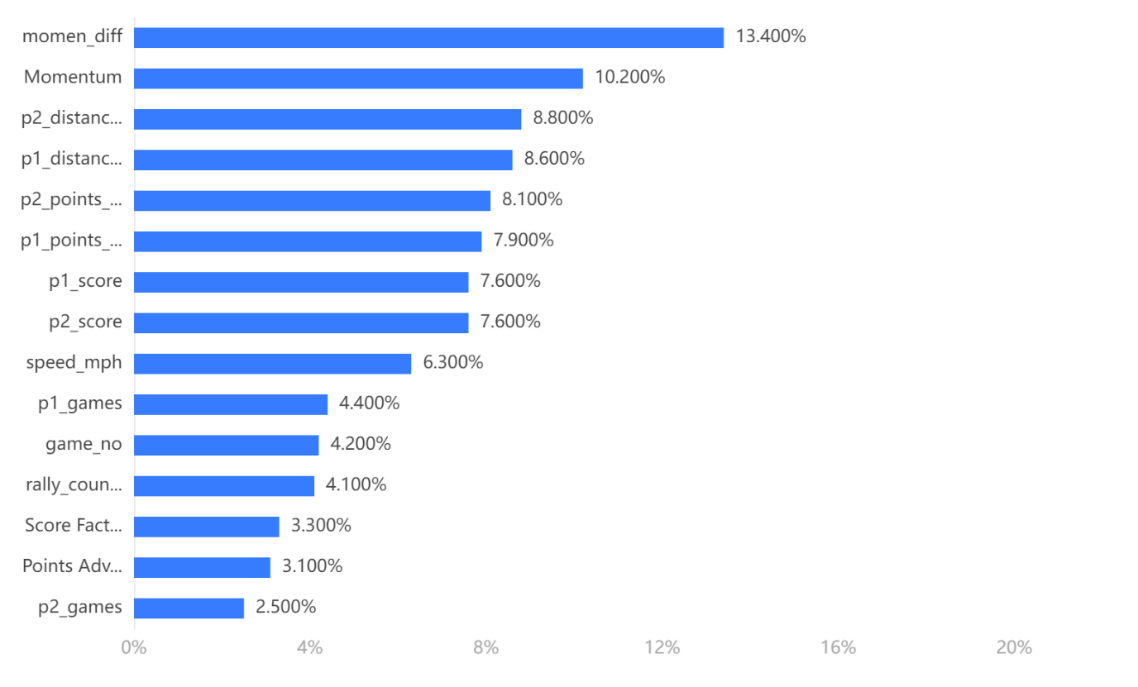 momen_diff 13.400%
Momentum 10.200%
p2_distanc... 8.800%
p1_distanc... 8.600%
p2_points_... 8.100%
p1_points_... 7.900%
p1_score 7.600%
p2_score 7.600%
speed_mph 6.300%
p1_games 4.400%
game_no 4.200%
rally_coun... 4.100%
Score Fact... 3.300%
Points Adv... 3.100%
p2_games 2.500%
0% 4% 8% 12% 16% 20%